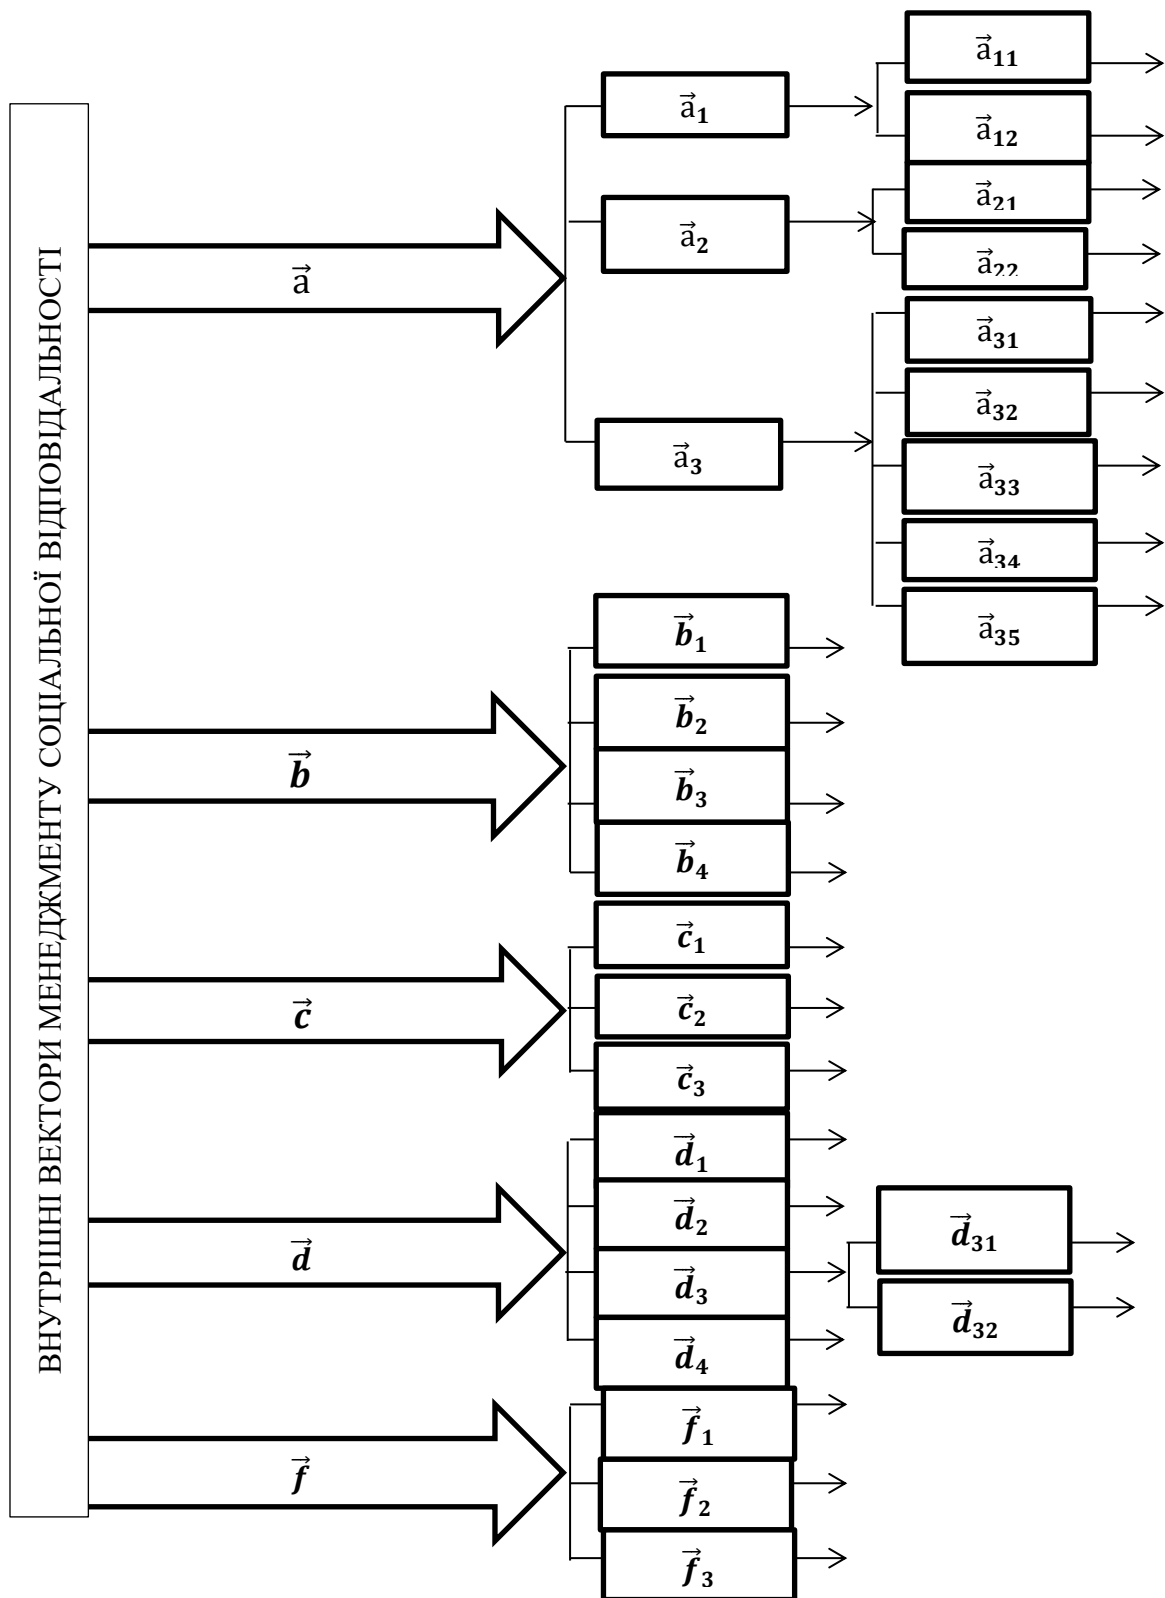 ВНУТРІШНІ ВЕКТОРИ МЕНЕДЖМЕНТУ СОЦІАЛЬНОЇ ВІДПОВІДАЛЬНОСТІ
a⃗
a⃗₁
a⃗₁₁
a⃗₁₂
a⃗₂
a⃗₂₁
a⃗₂₂
a⃗₃
a⃗₃₁
a⃗₃₂
a⃗₃₃
a⃗₃₄
a⃗₃₅
b⃗
b⃗₁
b⃗₂
b⃗₃
b⃗₄
c⃗
c⃗₁
c⃗₂
c⃗₃
d⃗
d⃗₁
d⃗₂
d⃗₃
d⃗₃₁
d⃗₃₂
d⃗₄
f⃗
f⃗₁
f⃗₂
f⃗₃